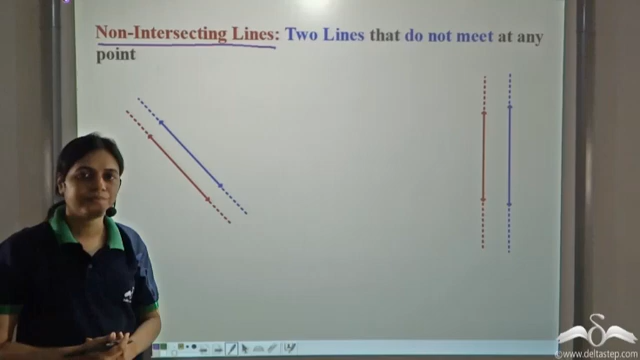 Non-Intersecting Lines: Two Lines that do not meet at any
point
©www.deltastep.com